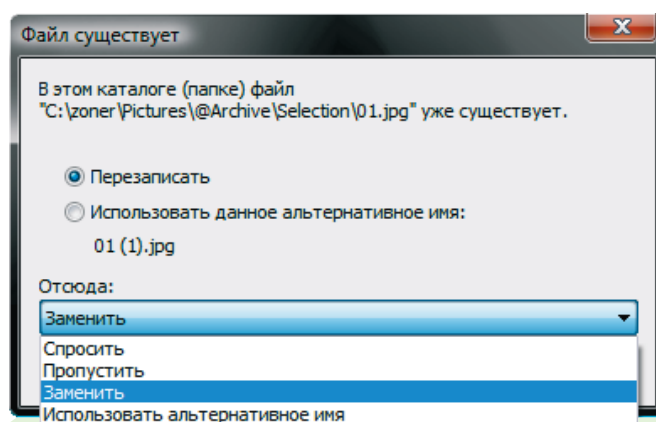 Файл существует
В этом каталоге (папке) файл
"C:\zoner\Pictures\@Archive\Selection\01.jpg" уже существует.
Перезаписать
Использовать данное альтернативное имя:
01 (1).jpg
Отсюда:
Заменить
Спросить
Пропустить
Заменить
Использовать альтернативное имя